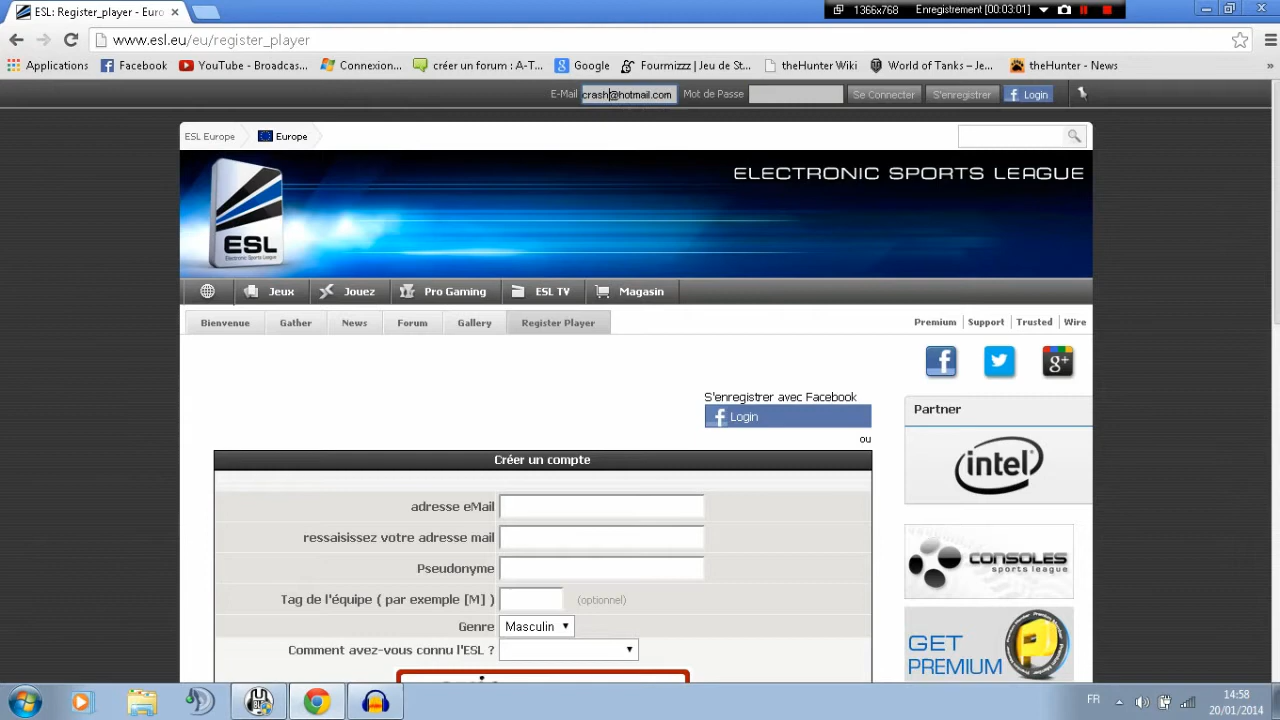 ESL: Register_player - Eu
1366x768
Enregistrement [00:03:01]
www.esl.eu/eu/register_player
Applications
Facebook
YouTube - Broadcas...
Connexion...
créer un forum : A-T...
Google
Fourmizzz | Jeu de St...
theHunter Wiki
World of Tanks – Je...
theHunter - News
»
E-Mail
crash@hotmail.com
Mot de Passe
Se Connecter
S'enregistrer
Login
ESL Europe
Europe
ELECTRONIC SPORTS LEAGUE
ESL
Electronic Sports League
Jeux
Jouez
Pro Gaming
ESL TV
Magasin
Bienvenue
Gather
News
Forum
Gallery
Register Player
Premium
Support
Trusted
Wire
S'enregistrer avec Facebook
Login
ou
Créer un compte
adresse eMail
ressaisissez votre adresse mail
Pseudonyme
Tag de l'équipe ( par exemple [M] )
(optionnel)
Genre
Masculin
Comment avez-vous connu l'ESL ?
Partner
intel
CONSOLES
sports league
GET
PREMIUM
FR
14:58
20/01/2014